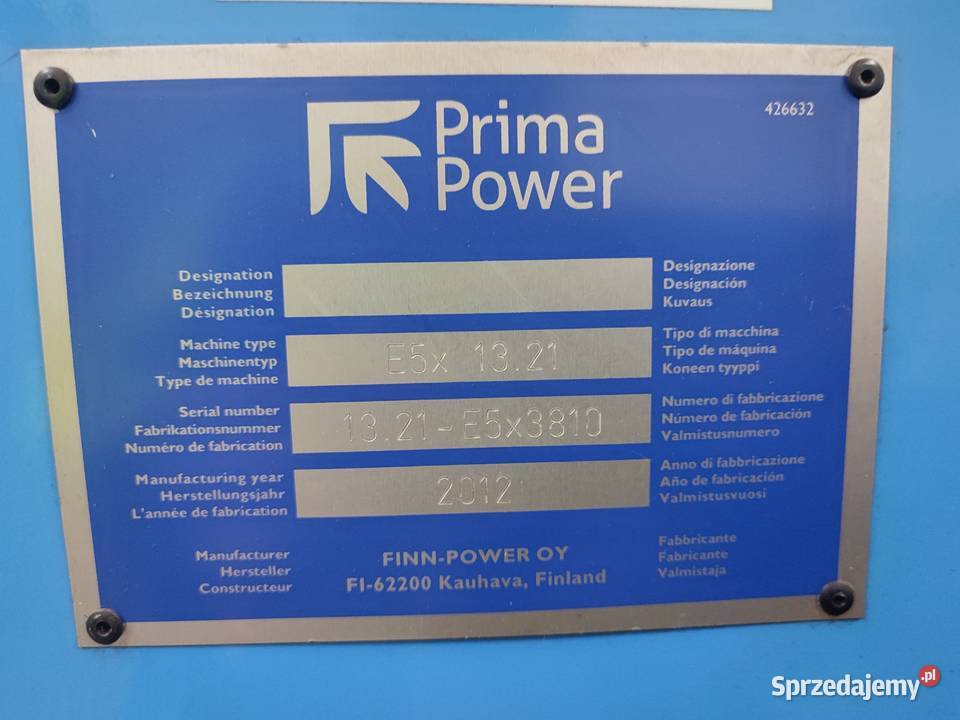 Prima
Power
426632
Designation
Bezeichnung
Désignation
Designazione
Designación
Kuvaus
Machine type
Maschinentyp
Type de machine
E5x 13.21
Tipo di macchina
Tipo de máquina
Koneen tyyppi
Serial number
Fabrikationsnummer
Numéro de fabrication
13.21-E5x3810
Numero di fabbricazione
Número de fabricación
Valmistusnumero
Manufacturing year
Herstellungsjahr
L'année de fabrication
2012
Anno di fabbricazione
Año de fabricación
Valmistusvuosi
Manufacturer
Hersteller
Constructeur
FINN-POWER OY
FI-62200 Kauhava, Finland
Fabbricante
Fabricante
Valmistaja
Sprzedajemy.pl